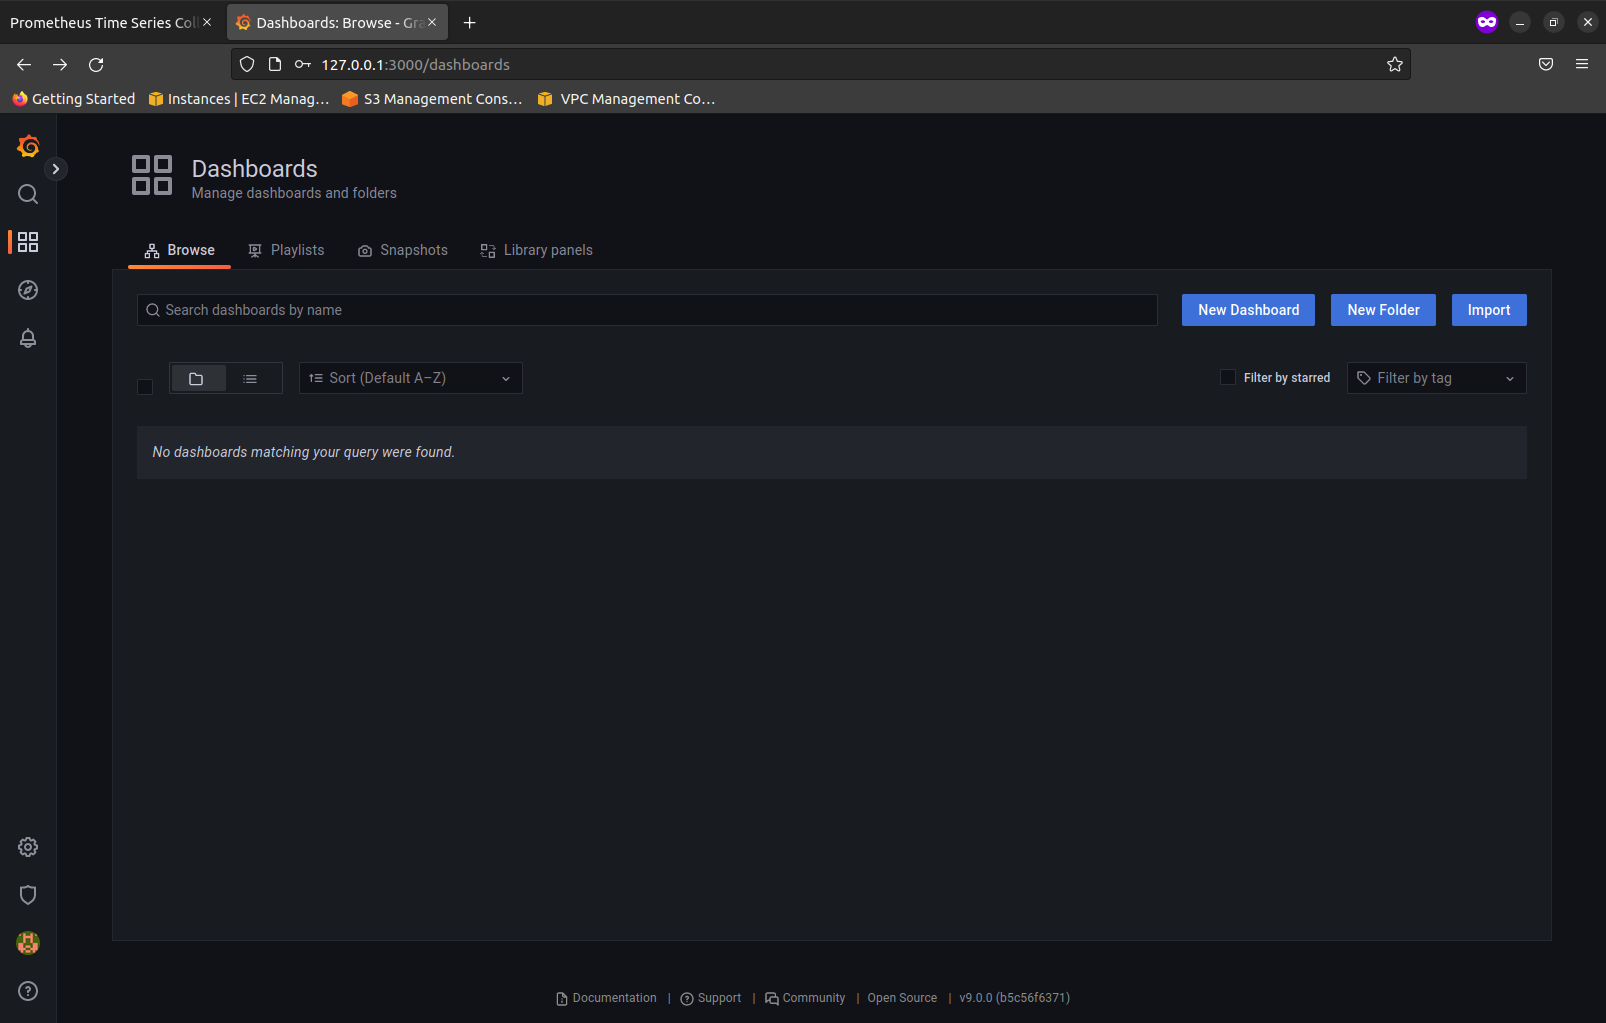 Prometheus Time Series Col
Dashboards: Browse - Gra
127.0.0.1:3000/dashboards
Getting Started
Instances | EC2 Manag…
S3 Management Cons…
VPC Management Co…
Dashboards
Manage dashboards and folders
Browse
Playlists
Snapshots
Library panels
Search dashboards by name
New Dashboard
New Folder
Import
Sort (Default A–Z)
Filter by starred
Filter by tag
No dashboards matching your query were found.
Documentation | Support | Community | Open Source | v9.0.0 (b5c56f6371)